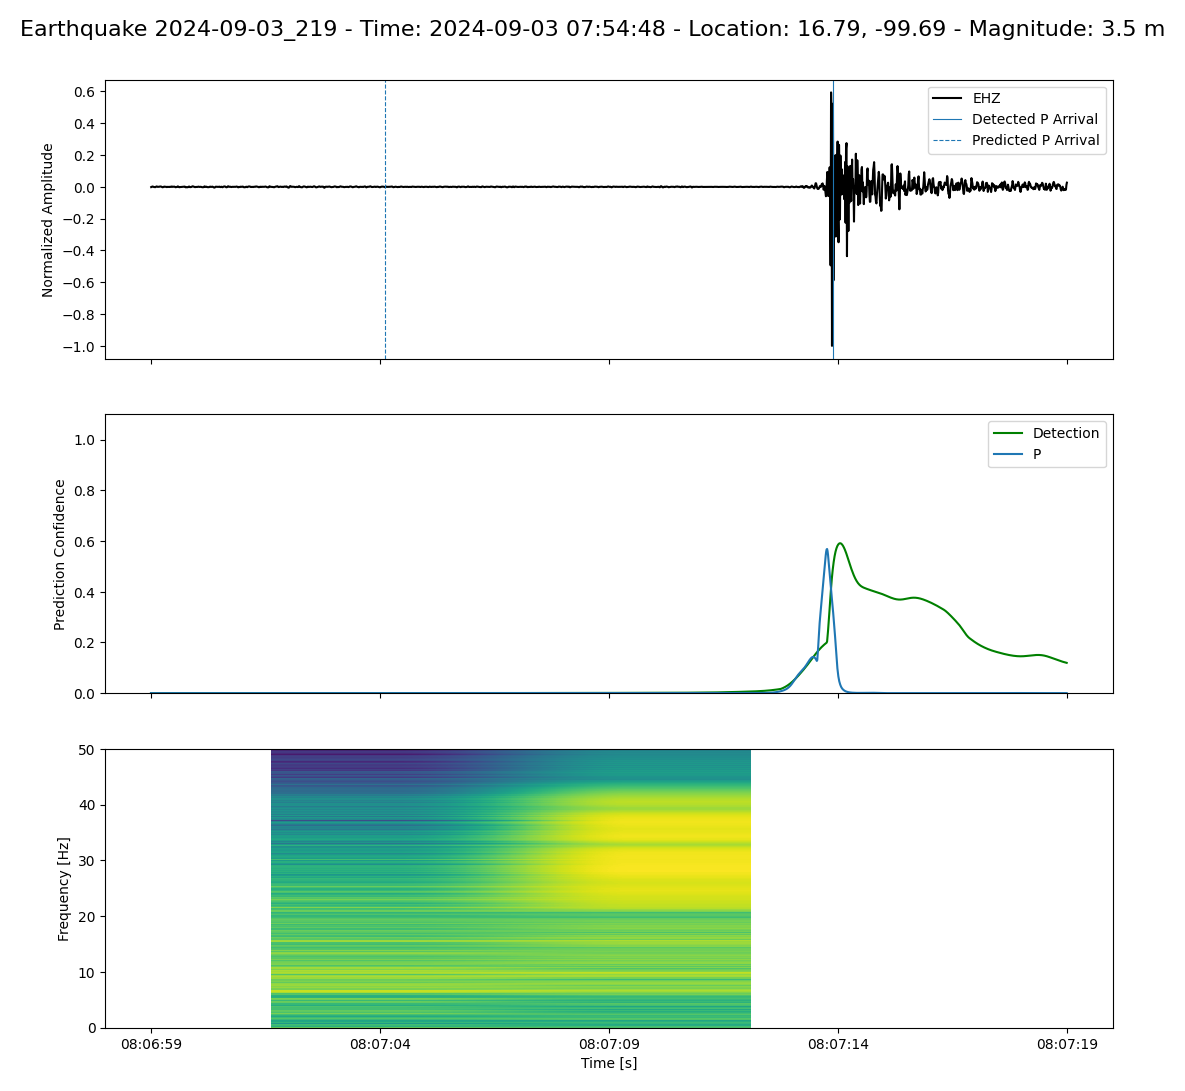 Earthquake 2024-09-03_219 - Time: 2024-09-03 07:54:48 - Location: 16.79, -99.69 - Magnitude: 3.5 m
Normalized Amplitude
0.6
0.4
0.2
0.0
−0.2
−0.4
−0.6
−0.8
−1.0
EHZ
Detected P Arrival
Predicted P Arrival
Prediction Confidence
1.0
0.8
0.6
0.4
0.2
0.0
Detection
P
Frequency [Hz]
50
40
30
20
10
0
08:06:59 08:07:04 08:07:09 08:07:14 08:07:19
Time [s]